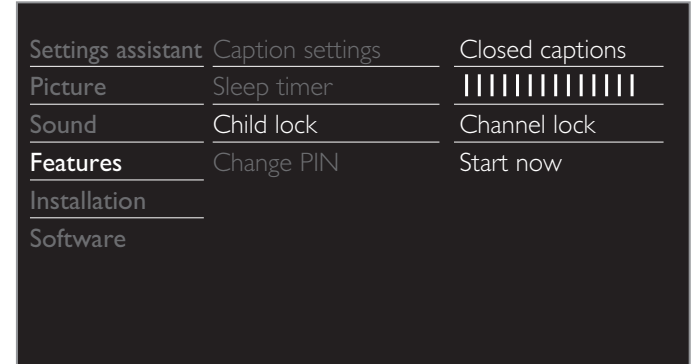 Settings assistant Caption settings Closed captions
Picture Sleep timer
Sound Child lock Channel lock
Features Change PIN Start now
Installation
Software